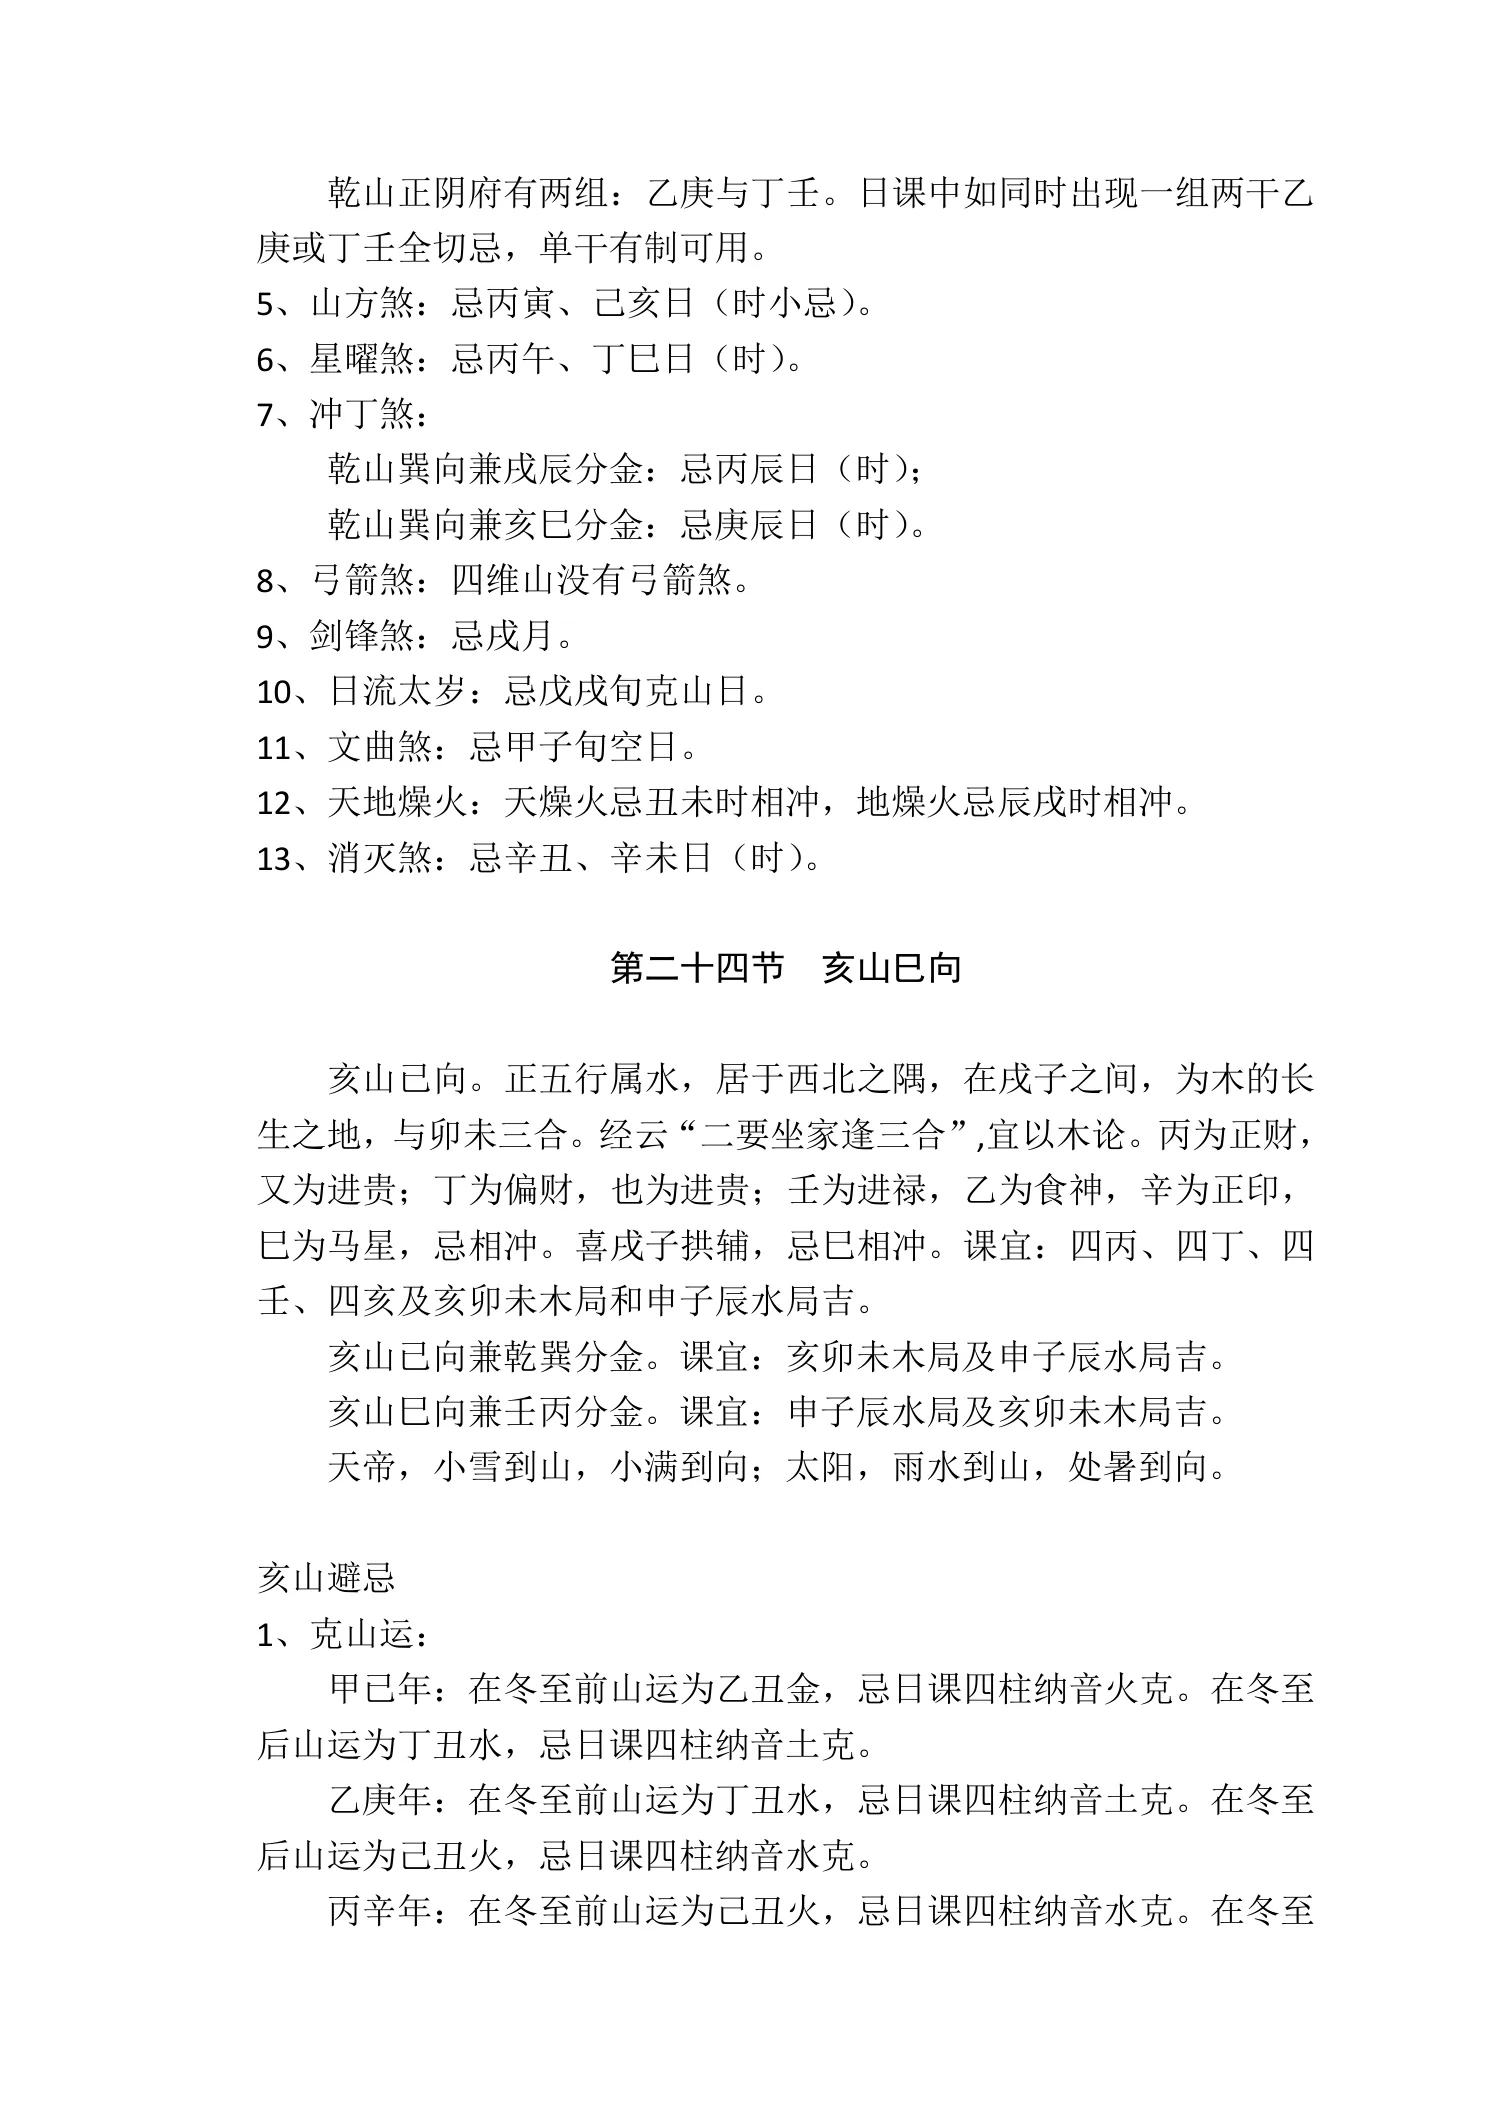 乾山正阴府有两组：乙庚与丁壬。日课中如同时出现一组两干乙
庚或丁壬全切忌，单干有制可用。
5、山方煞：忌丙寅、己亥日（时小忌）。
6、星曜煞：忌丙午、丁巳日（时）。
7、冲丁煞：
乾山巽向兼戌辰分金：忌丙辰日（时）；
乾山巽向兼亥巳分金：忌庚辰日（时）。
8、弓箭煞：四维山没有弓箭煞。
9、剑锋煞：忌戌月。
10、日流太岁：忌戊戌旬克山日。
11、文曲煞：忌甲子旬空日。
12、天地燥火：天燥火忌丑未时相冲，地燥火忌辰戌时相冲。
13、消灭煞：忌辛丑、辛未日（时）。
第二十四节　亥山巳向
亥山己向。正五行属水，居于西北之隅，在戌子之间，为木的长
生之地，与卯未三合。经云“二要坐家逢三合”,宜以木论。丙为正财，
又为进贵；丁为偏财，也为进贵；壬为进禄，乙为食神，辛为正印，
巳为马星，忌相冲。喜戌子拱辅，忌巳相冲。课宜：四丙、四丁、四
壬、四亥及亥卯未木局和申子辰水局吉。
亥山己向兼乾巽分金。课宜：亥卯未木局及申子辰水局吉。
亥山巳向兼壬丙分金。课宜：申子辰水局及亥卯未木局吉。
天帝，小雪到山，小满到向；太阳，雨水到山，处暑到向。
亥山避忌
1、克山运：
甲己年：在冬至前山运为乙丑金，忌日课四柱纳音火克。在冬至
后山运为丁丑水，忌日课四柱纳音土克。
乙庚年：在冬至前山运为丁丑水，忌日课四柱纳音土克。在冬至
后山运为己丑火，忌日课四柱纳音水克。
丙辛年：在冬至前山运为己丑火，忌日课四柱纳音水克。在冬至